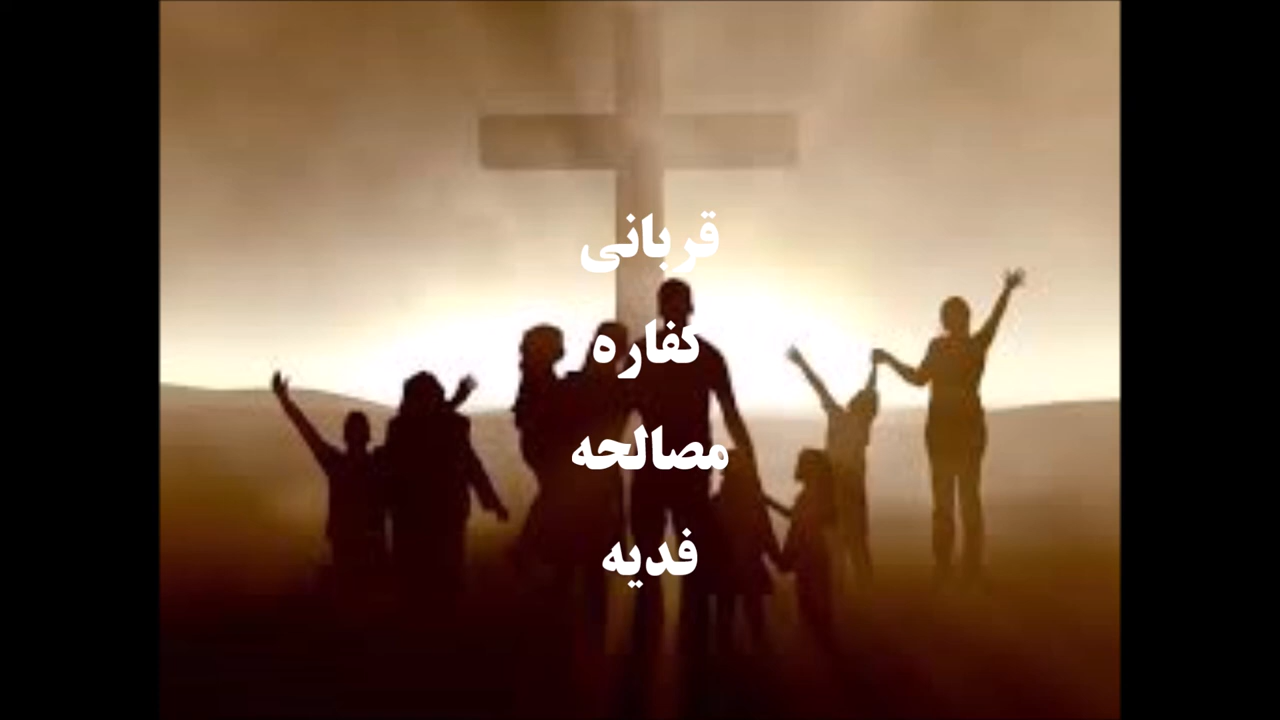 قربانی
کفاره
مصالحه
فدیه